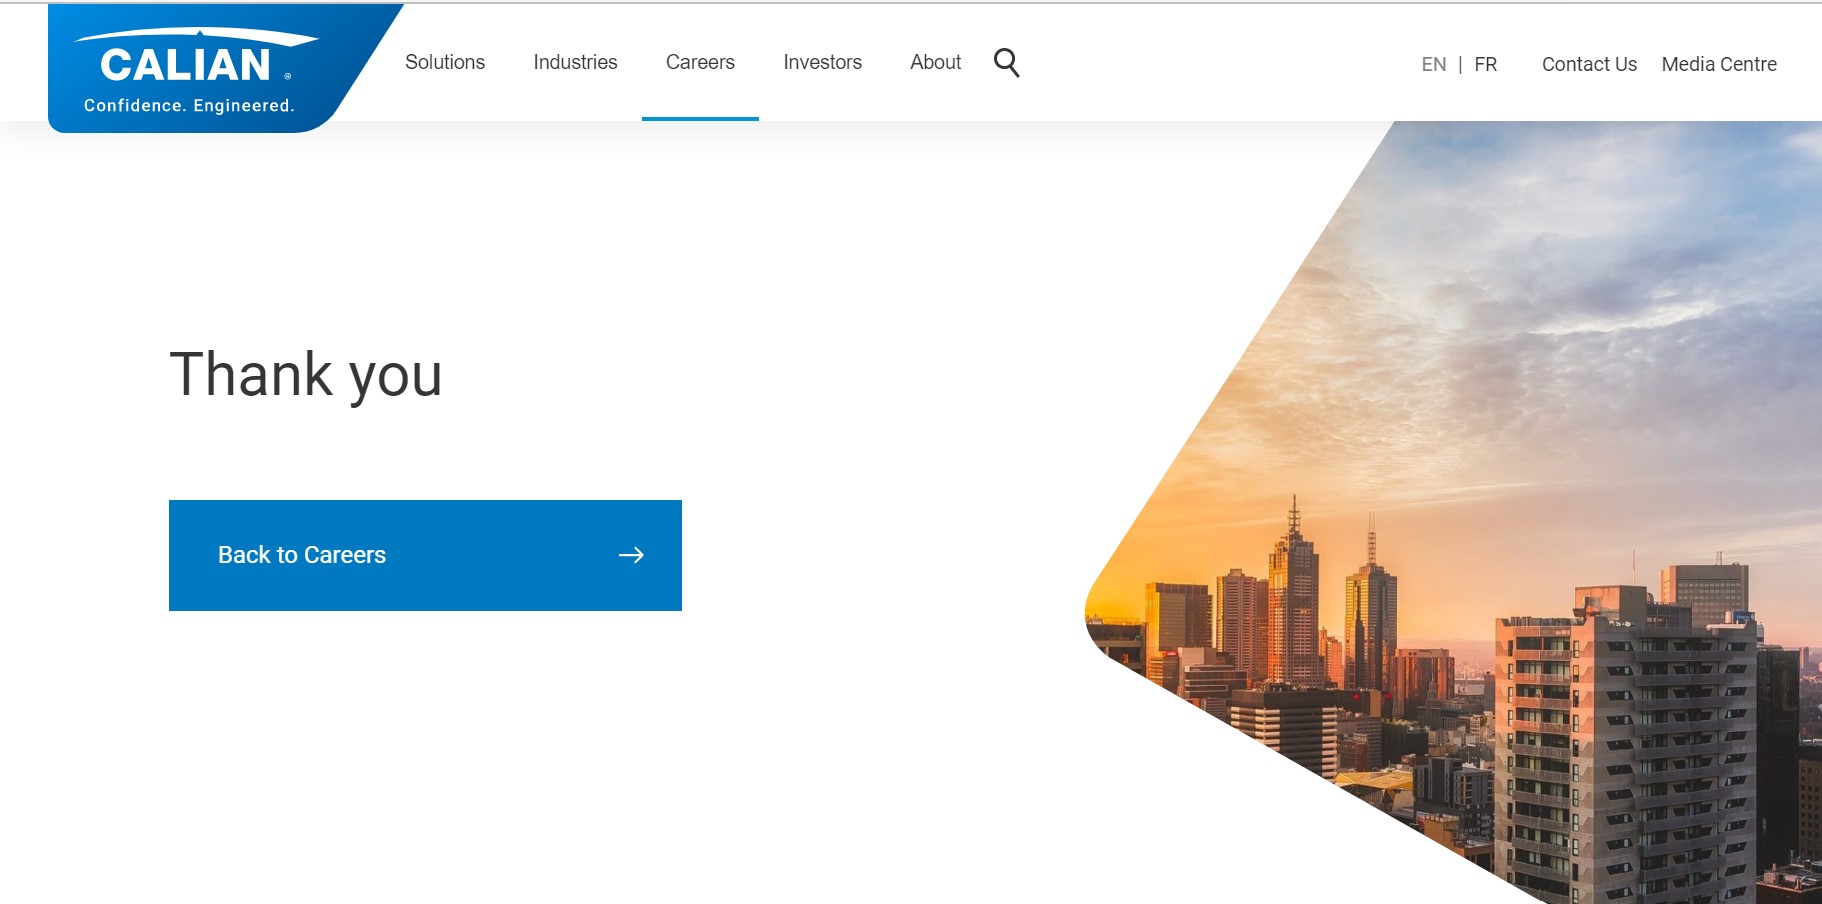 CALIAN ®
Confidence. Engineered.
Solutions Industries Careers Investors About
EN | FR Contact Us Media Centre
Thank you
Back to Careers →